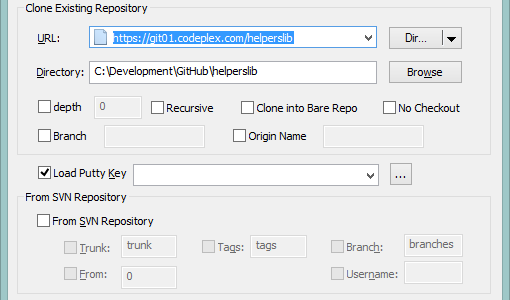 Clone Existing Repository
URL: https://git01.codeplex.com/helperslib Dir...
Directory: C:\Development\GitHub\helperslib Browse
depth 0 Recursive Clone into Bare Repo No Checkout
Branch Origin Name
Load Putty Key ...
From SVN Repository
From SVN Repository
Trunk: trunk Tags: tags Branch: branches
From: 0 Username: